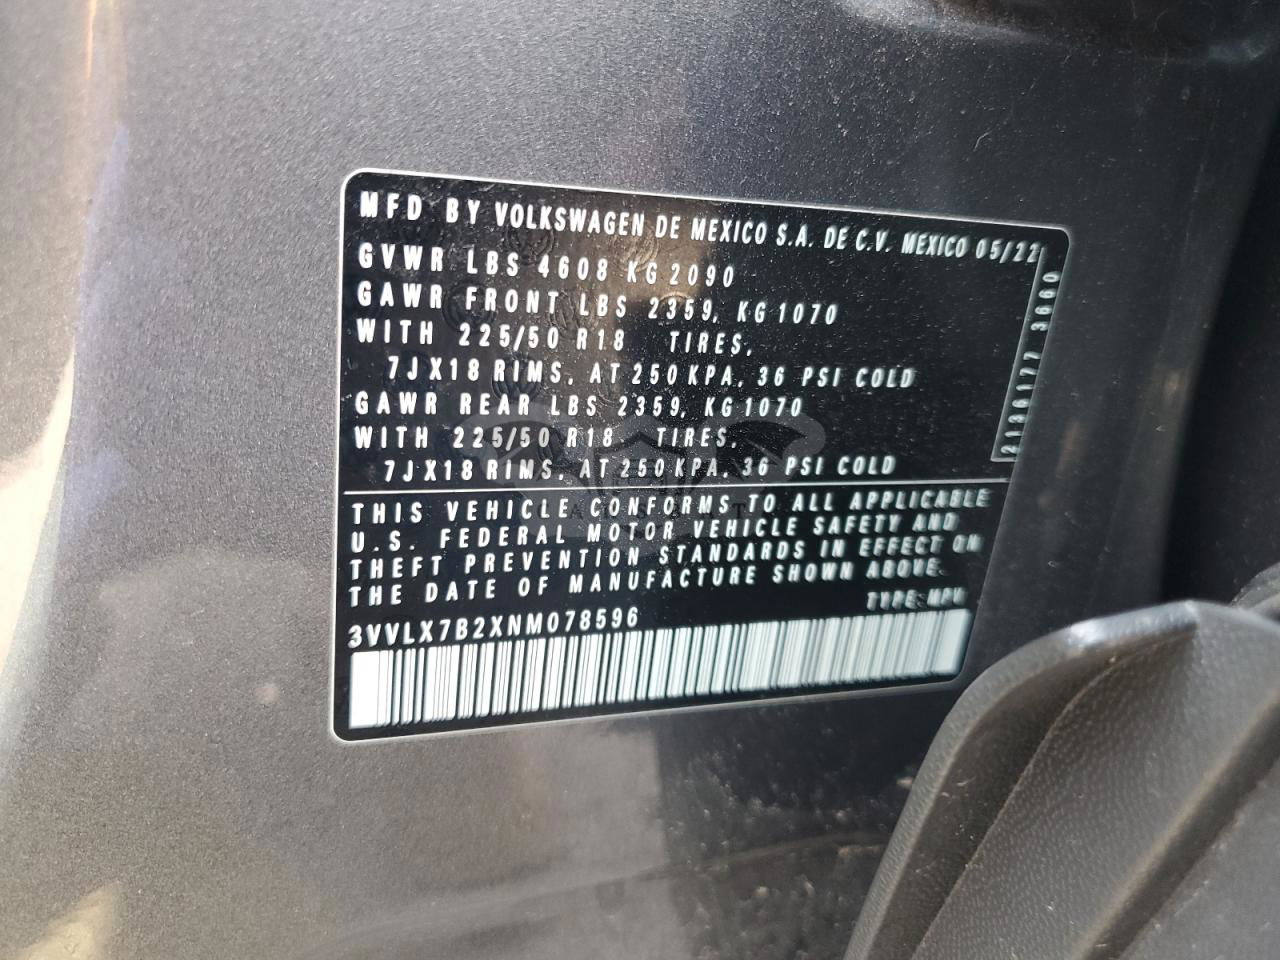 MFD BY VOLKSWAGEN DE MEXICO S.A. DE C.V. MEXICO 05/22
GVWR LBS 4608 KG 2090
GAWR FRONT LBS 2359, KG 1070
WITH 225/50 R18 TIRES,
7JX18 RIMS, AT 250 KPA, 36 PSI COLD
GAWR REAR LBS 2359, KG 1070
WITH 225/50 R18 TIRES,
7JX18 RIMS, AT 250 KPA, 36 PSI COLD
2136177 3660
THIS VEHICLE CONFORMS TO ALL APPLICABLE
U.S. FEDERAL MOTOR VEHICLE SAFETY AND
THEFT PREVENTION STANDARDS IN EFFECT ON
THE DATE OF MANUFACTURE SHOWN ABOVE.
TYPE: MPV
3VVLX7B2XNM078596